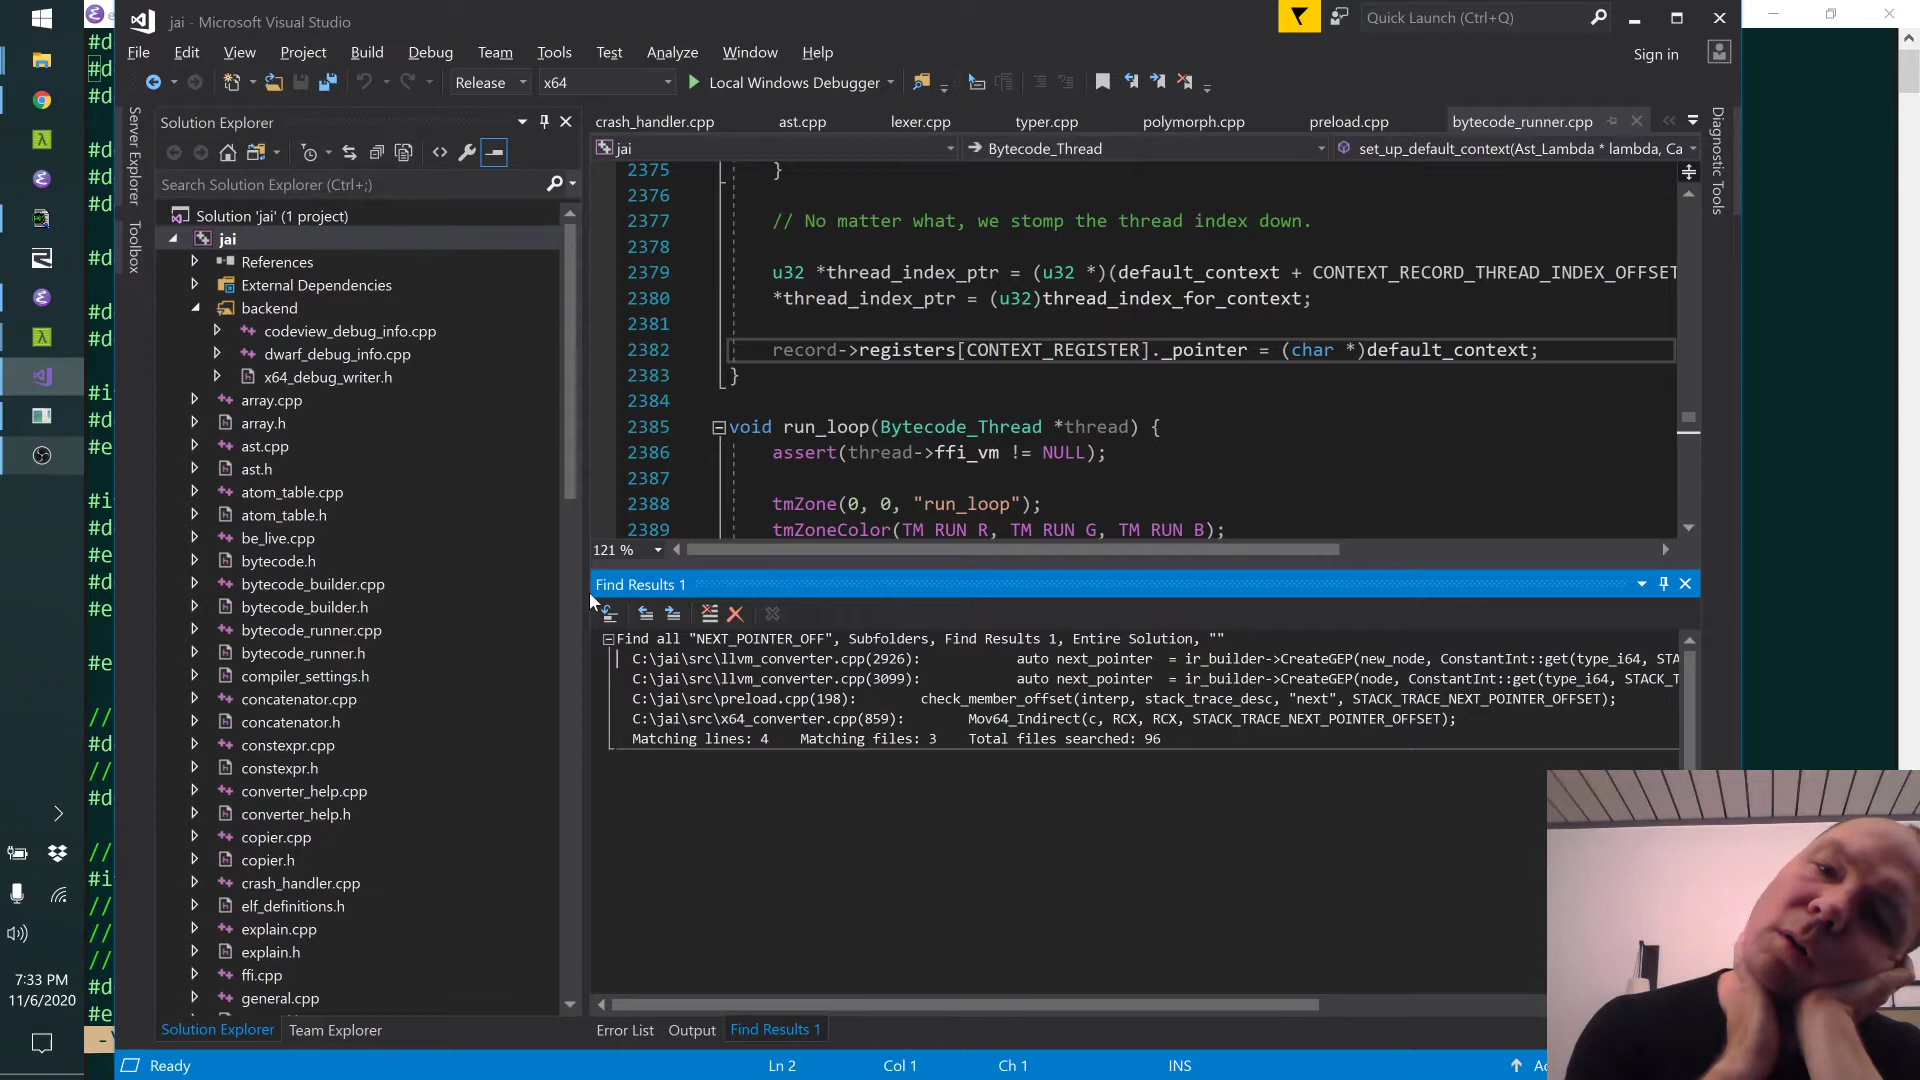 jai - Microsoft Visual Studio
Quick Launch (Ctrl+Q)
File Edit View Project Build Debug Team Tools Test Analyze Window Help
Sign in
Release x64 Local Windows Debugger
Server Explorer
Toolbox
Solution Explorer
Search Solution Explorer (Ctrl+;)
Solution 'jai' (1 project)
jai
References
External Dependencies
backend
codeview_debug_info.cpp
dwarf_debug_info.cpp
x64_debug_writer.h
array.cpp
array.h
ast.cpp
ast.h
atom_table.cpp
atom_table.h
be_live.cpp
bytecode.h
bytecode_builder.cpp
bytecode_builder.h
bytecode_runner.cpp
bytecode_runner.h
compiler_settings.h
concatenator.cpp
concatenator.h
constexpr.cpp
constexpr.h
converter_help.cpp
converter_help.h
copier.cpp
copier.h
crash_handler.cpp
elf_definitions.h
explain.cpp
explain.h
ffi.cpp
general.cpp
Solution Explorer Team Explorer
crash_handler.cpp ast.cpp lexer.cpp typer.cpp polymorph.cpp preload.cpp bytecode_runner.cpp
jai Bytecode_Thread set_up_default_context(Ast_Lambda * lambda, Ca
Diagnostic Tools
2375 }
2376
2377 // No matter what, we stomp the thread index down.
2378
2379 u32 *thread_index_ptr = (u32 *)(default_context + CONTEXT_RECORD_THREAD_INDEX_OFFSET
2380 *thread_index_ptr = (u32)thread_index_for_context;
2381
2382 record->registers[CONTEXT_REGISTER]._pointer = (char *)default_context;
2383 }
2384
2385 void run_loop(Bytecode_Thread *thread) {
2386 assert(thread->ffi_vm != NULL);
2387
2388 tmZone(0, 0, "run_loop");
2389 tmZoneColor(TM_RUN_R, TM_RUN_G, TM_RUN_B);
121 %
Find Results 1
Find all "NEXT_POINTER_OFF", Subfolders, Find Results 1, Entire Solution, ""
C:\jai\src\llvm_converter.cpp(2926): auto next_pointer = ir_builder->CreateGEP(new_node, ConstantInt::get(type_i64, STA
C:\jai\src\llvm_converter.cpp(3099): auto next_pointer = ir_builder->CreateGEP(node, ConstantInt::get(type_i64, STACK_T
C:\jai\src\preload.cpp(198): check_member_offset(interp, stack_trace_desc, "next", STACK_TRACE_NEXT_POINTER_OFFSET);
C:\jai\src\x64_converter.cpp(859): Mov64_Indirect(c, RCX, RCX, STACK_TRACE_NEXT_POINTER_OFFSET);
Matching lines: 4 Matching files: 3 Total files searched: 96
Error List Output Find Results 1
Ready Ln 2 Col 1 Ch 1 INS
7:33 PM
11/6/2020